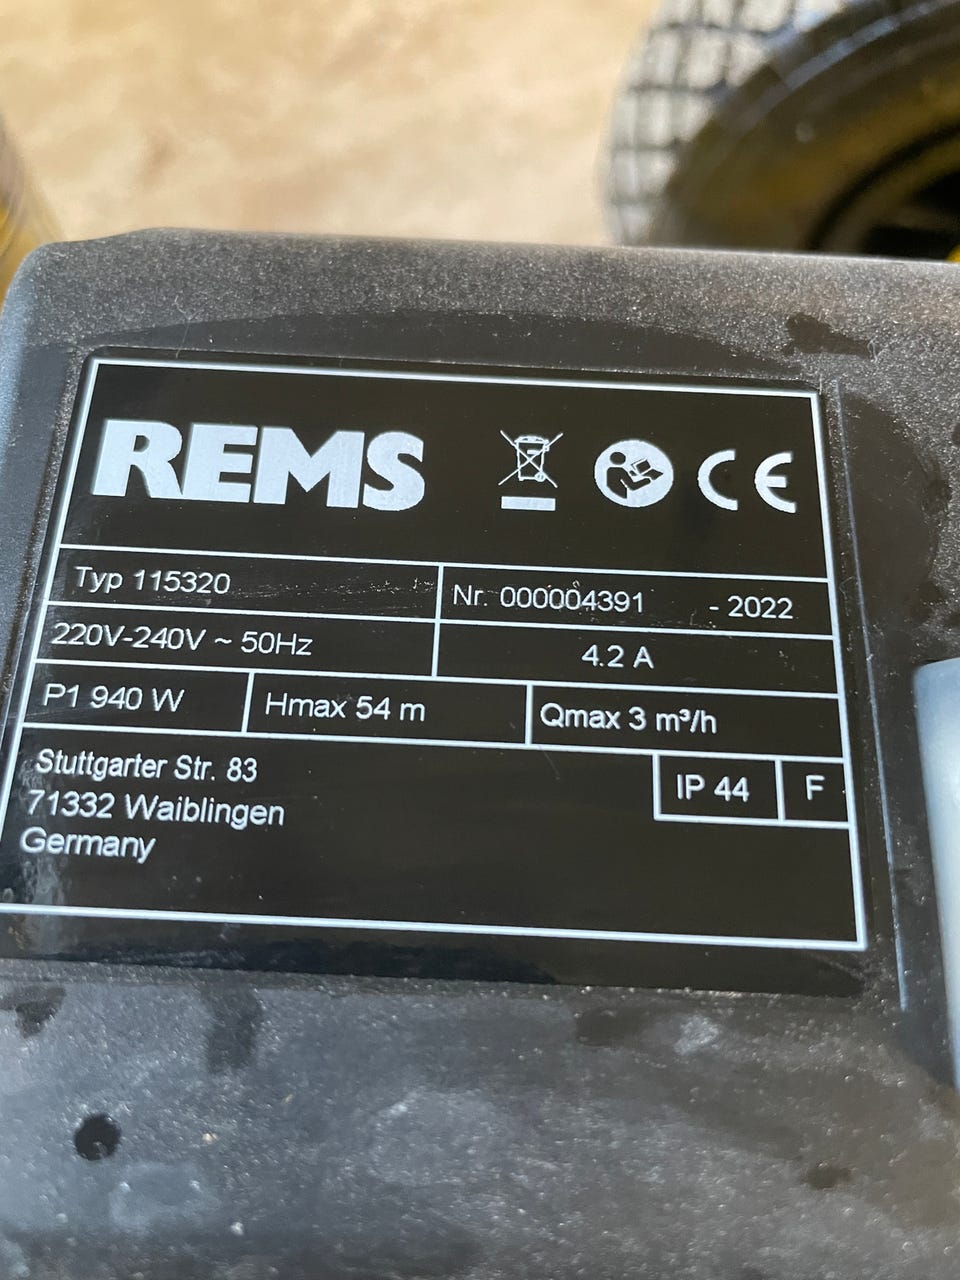 REMS CE
Typ 115320 Nr. 000004391 - 2022
220V-240V ~ 50Hz 4.2 A
P1 940 W Hmax 54 m Qmax 3 m³/h
Stuttgarter Str. 83 IP 44 F
71332 Waiblingen
Germany